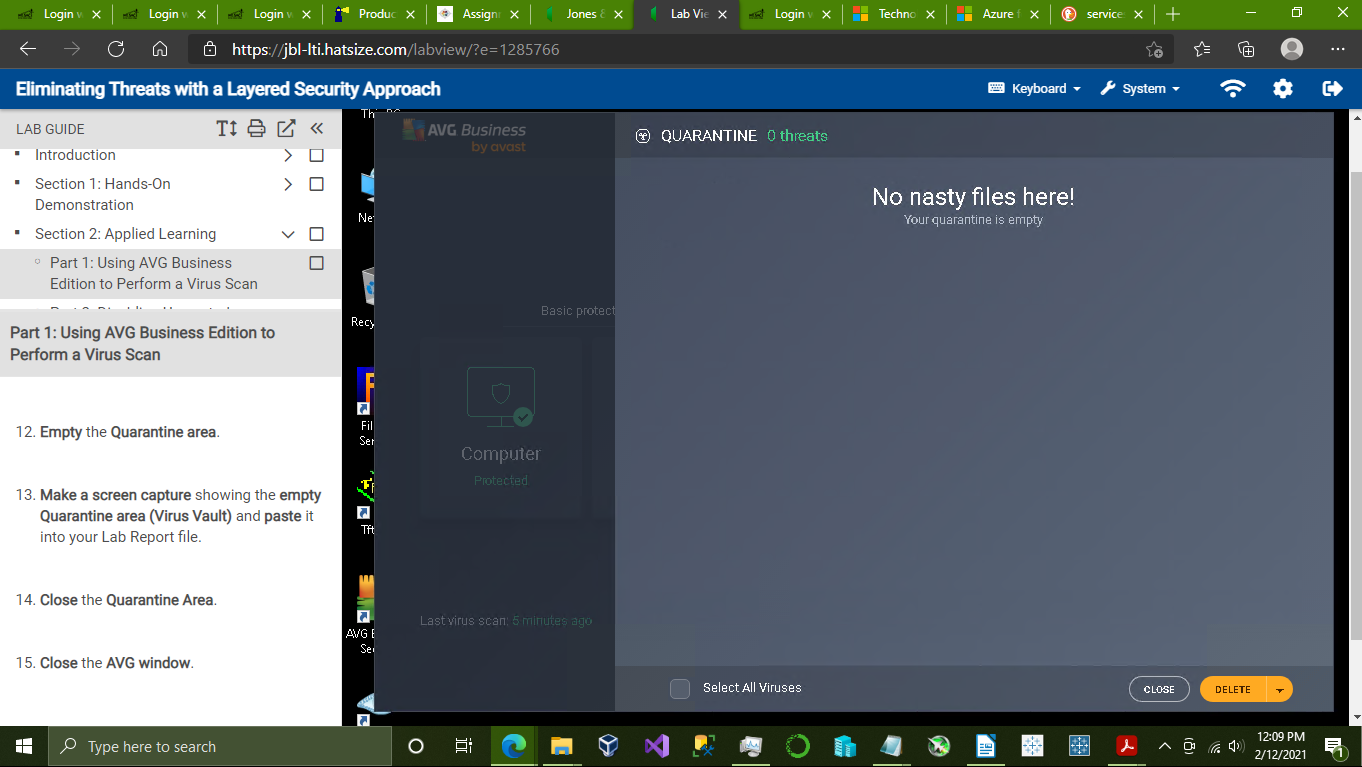 Login w
Login w
Login w
Produc
Assignr
Jones &
Lab Vie
Login w
Techno
Azure f
service
https://jbl-lti.hatsize.com/labview/?e=1285766
Eliminating Threats with a Layered Security Approach
Keyboard
System
LAB GUIDE
Introduction
Section 1: Hands-On
Demonstration
Section 2: Applied Learning
Part 1: Using AVG Business
Edition to Perform a Virus Scan
Part 1: Using AVG Business Edition to
Perform a Virus Scan
12. Empty the Quarantine area.
13. Make a screen capture showing the empty
Quarantine area (Virus Vault) and paste it
into your Lab Report file.
14. Close the Quarantine Area.
15. Close the AVG window.
Ne
Recy
Fil
Ser
Tft
AVG B
Se
AVG Business
by avast
Basic protect
Computer
Protected
Last virus scan: 5 minutes ago
QUARANTINE 0 threats
No nasty files here!
Your quarantine is empty
Select All Viruses
CLOSE
DELETE
Type here to search
12:09 PM
2/12/2021
1